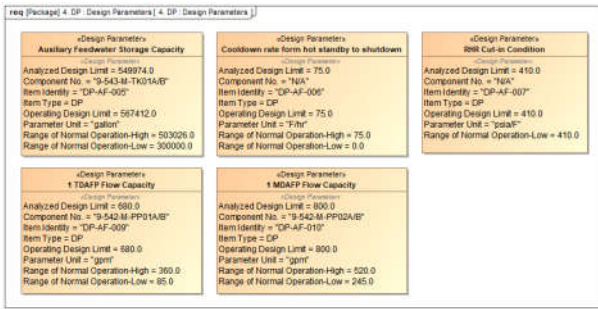 req [Package] 4. DP : Design Parameters [ 4. DP : Design Parameters ]
«Design Parameter»
Auxiliary Feedwater Storage Capacity
«Design Parameter»
Analyzed Design Limit = 549974.0
Component No. = "9-543-M-TK01A/B"
Item Identity = "DP-AF-005"
Item Type = DP
Operating Design Limit = 567412.0
Parameter Unit = "gallon"
Range of Normal Operation-High = 503026.0
Range of Normal Operation-Low = 300000.0
«Design Parameter»
Cooldown rate form hot standby to shutdown
«Design Parameter»
Analyzed Design Limit = 75.0
Component No. = "N/A"
Item Identity = "DP-AF-006"
Item Type = DP
Operating Design Limit = 75.0
Parameter Unit = "F/hr"
Range of Normal Operation-High = 75.0
Range of Normal Operation-Low = 0.0
«Design Parameter»
RHR Cut-in Condition
«Design Parameter»
Analyzed Design Limit = 410.0
Component No. = "N/A"
Item Identity = "DP-AF-007"
Item Type = DP
Operating Design Limit = 410.0
Parameter Unit = "psia/F"
Range of Normal Operation-Low = 410.0
«Design Parameter»
1 TDAFP Flow Capacity
«Design Parameter»
Analyzed Design Limit = 680.0
Component No. = "9-542-M-PP01A/B"
Item Identity = "DP-AF-009"
Item Type = DP
Operating Design Limit = 680.0
Parameter Unit = "gpm"
Range of Normal Operation-High = 360.0
Range of Normal Operation-Low = 85.0
«Design Parameter»
1 MDAFP Flow Capacity
«Design Parameter»
Analyzed Design Limit = 800.0
Component No. = "9-542-M-PP02A/B"
Item Identity = "DP-AF-010"
Item Type = DP
Operating Design Limit = 800.0
Parameter Unit = "gpm"
Range of Normal Operation-High = 520.0
Range of Normal Operation-Low = 245.0